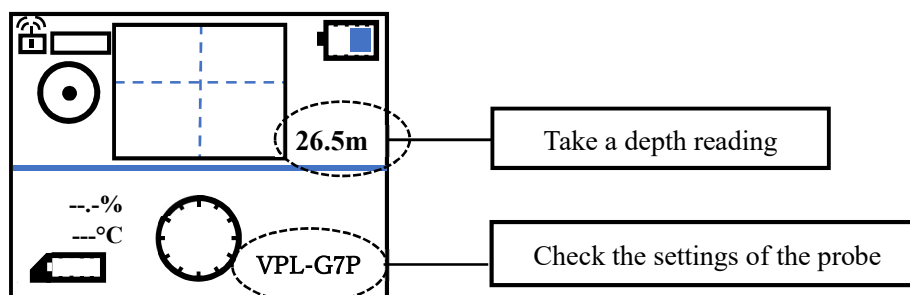 26.5m
Take a depth reading
--.-%
---°C
VPL-G7P
Check the settings of the probe